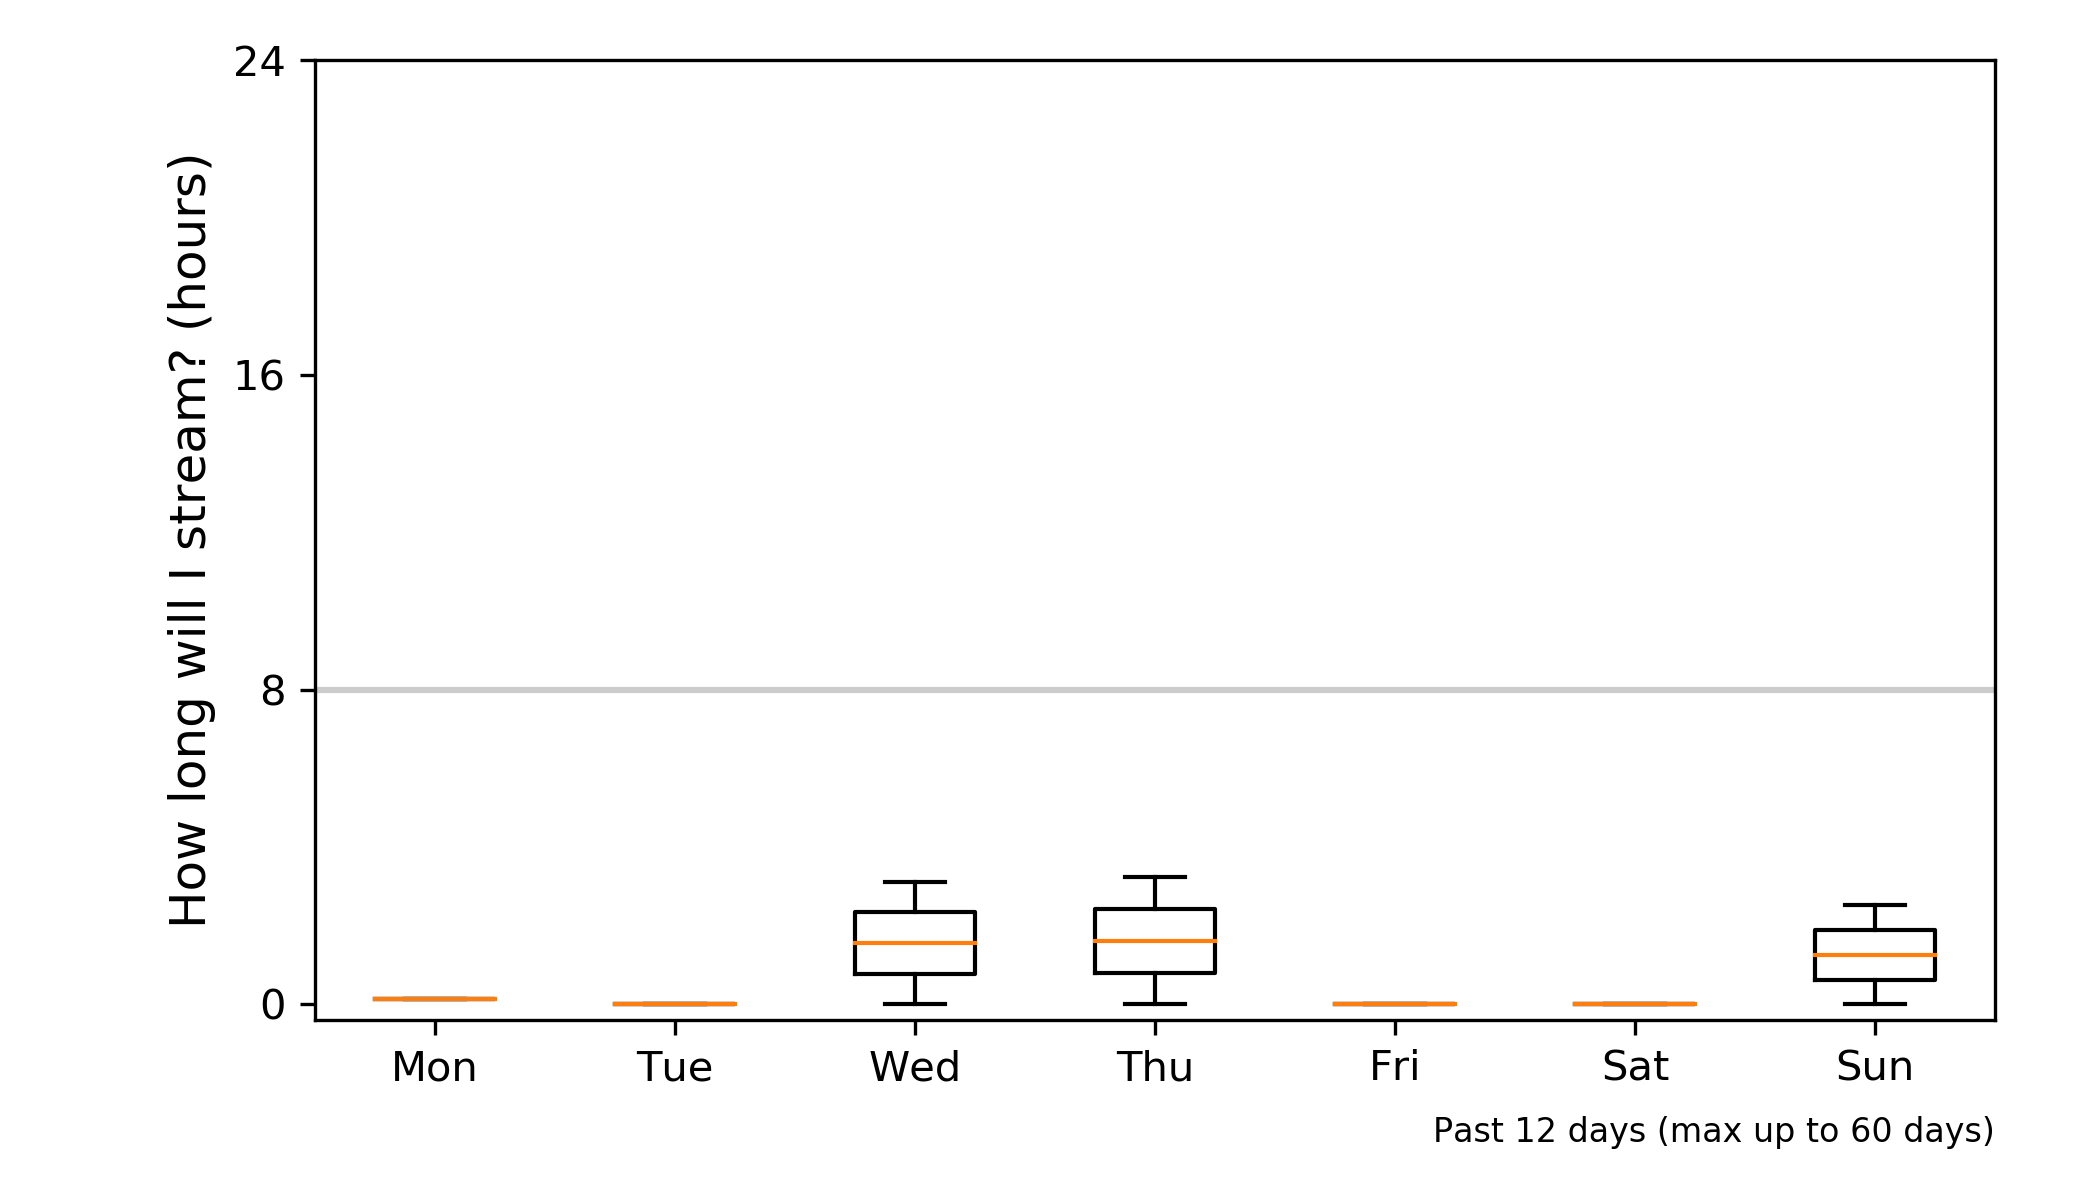 How long will I stream? (hours)
24
16
8
0
Mon Tue Wed Thu Fri Sat Sun
Past 12 days (max up to 60 days)